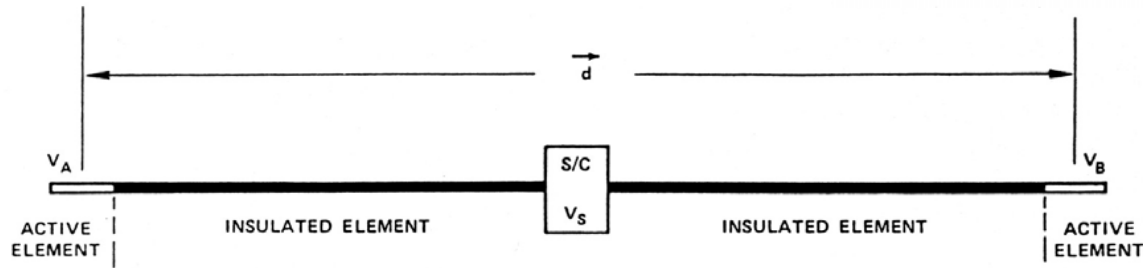 d
V_A
S/C
V_B
V_S
ACTIVE
ELEMENT
INSULATED ELEMENT
INSULATED ELEMENT
ACTIVE
ELEMENT